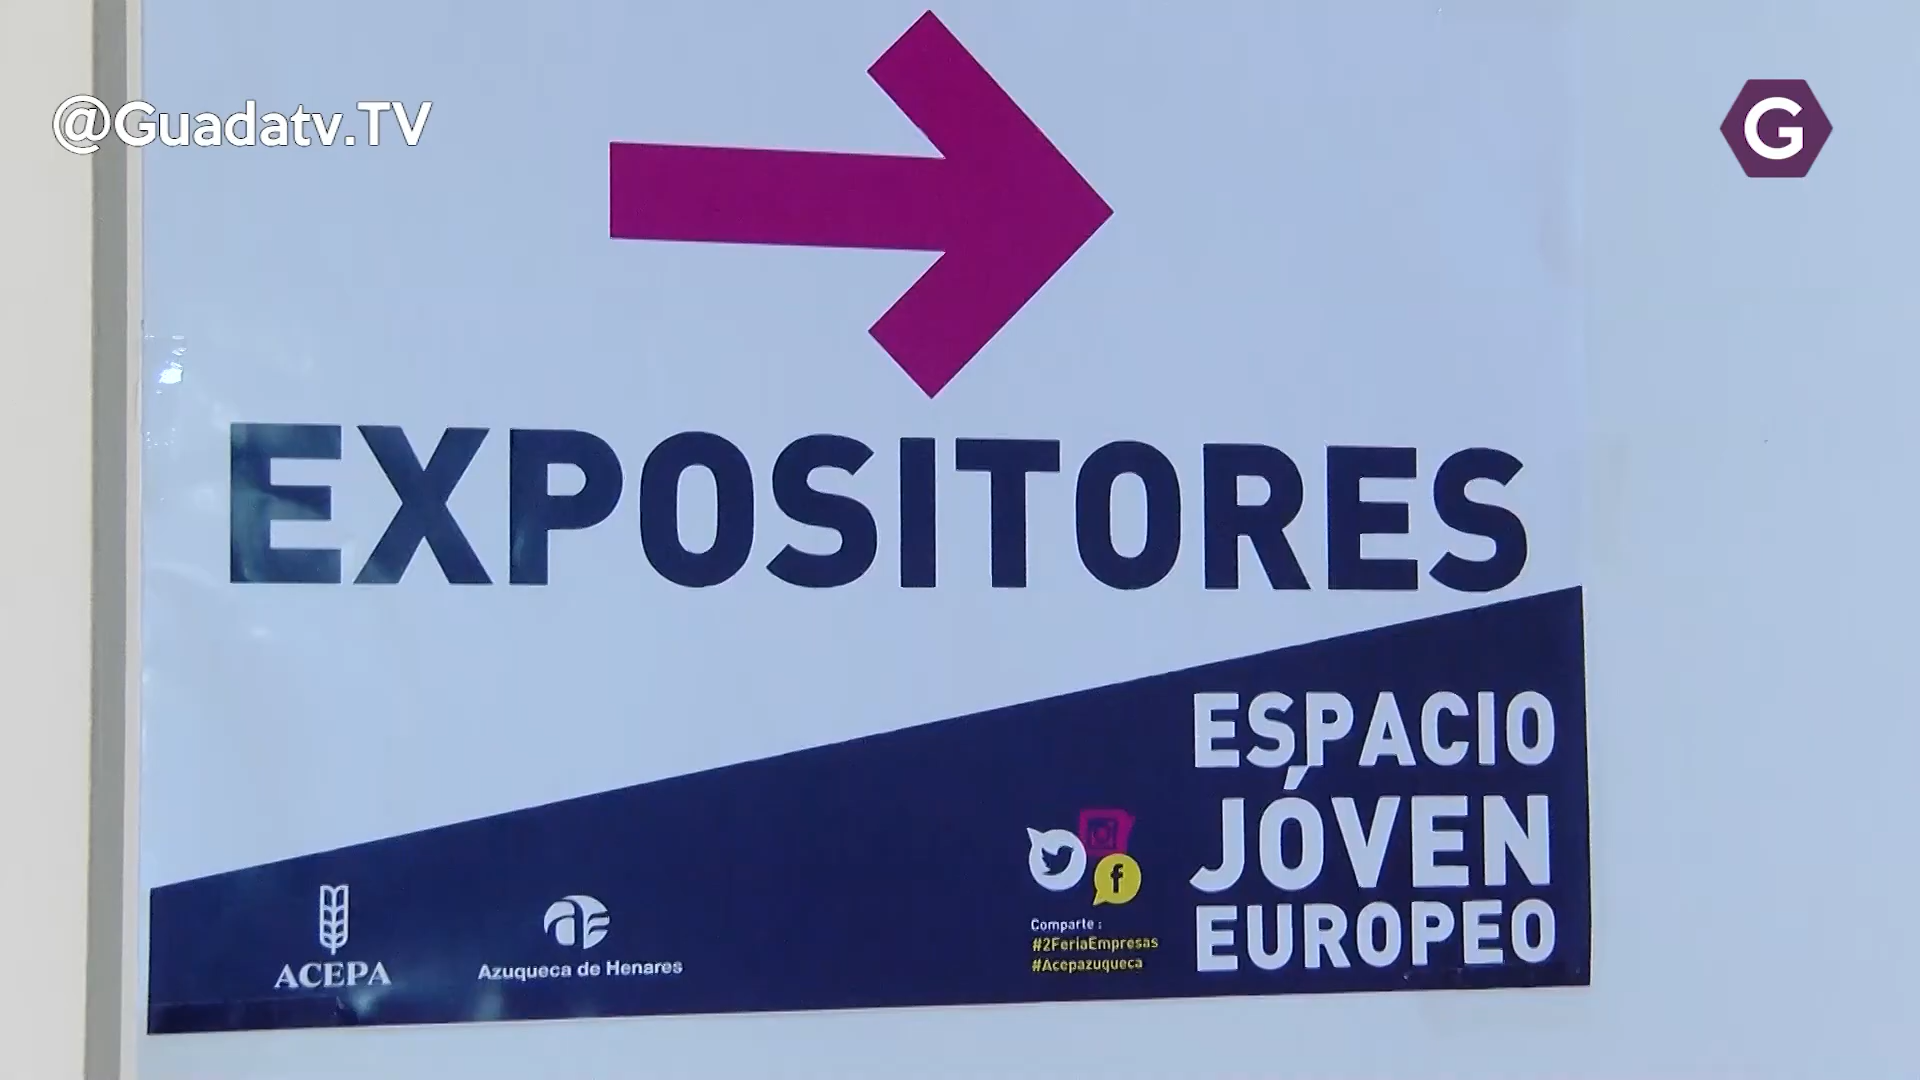 @Guadatv.TV
G
EXPOSITORES
ESPACIO
JÓVEN
EUROPEO
Comparte :
#2FeriaEmpresas
#Acepazuqueca
ACEPA
Azuqueca de Henares